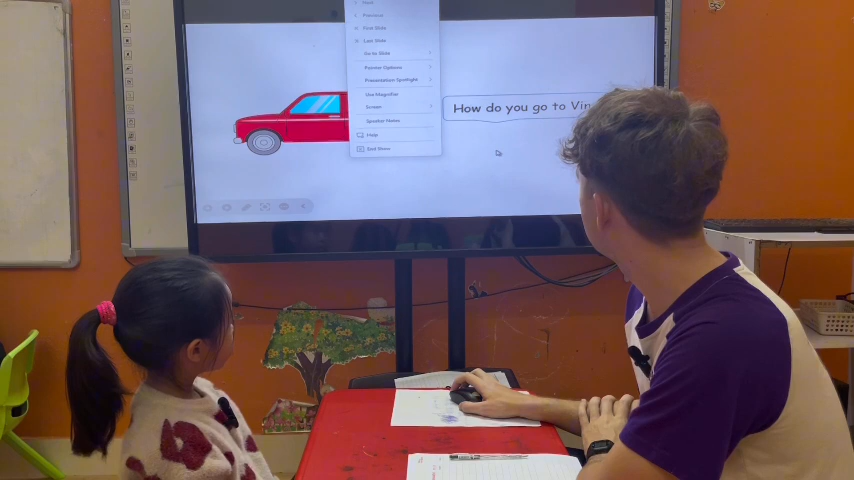 Next
Previous
First Slide
Last Slide
Go to Slide
Pointer Options
Presentation Spotlight
Use Magnifier
Screen
Speaker Notes
Help
End Show
How do you go to Vin